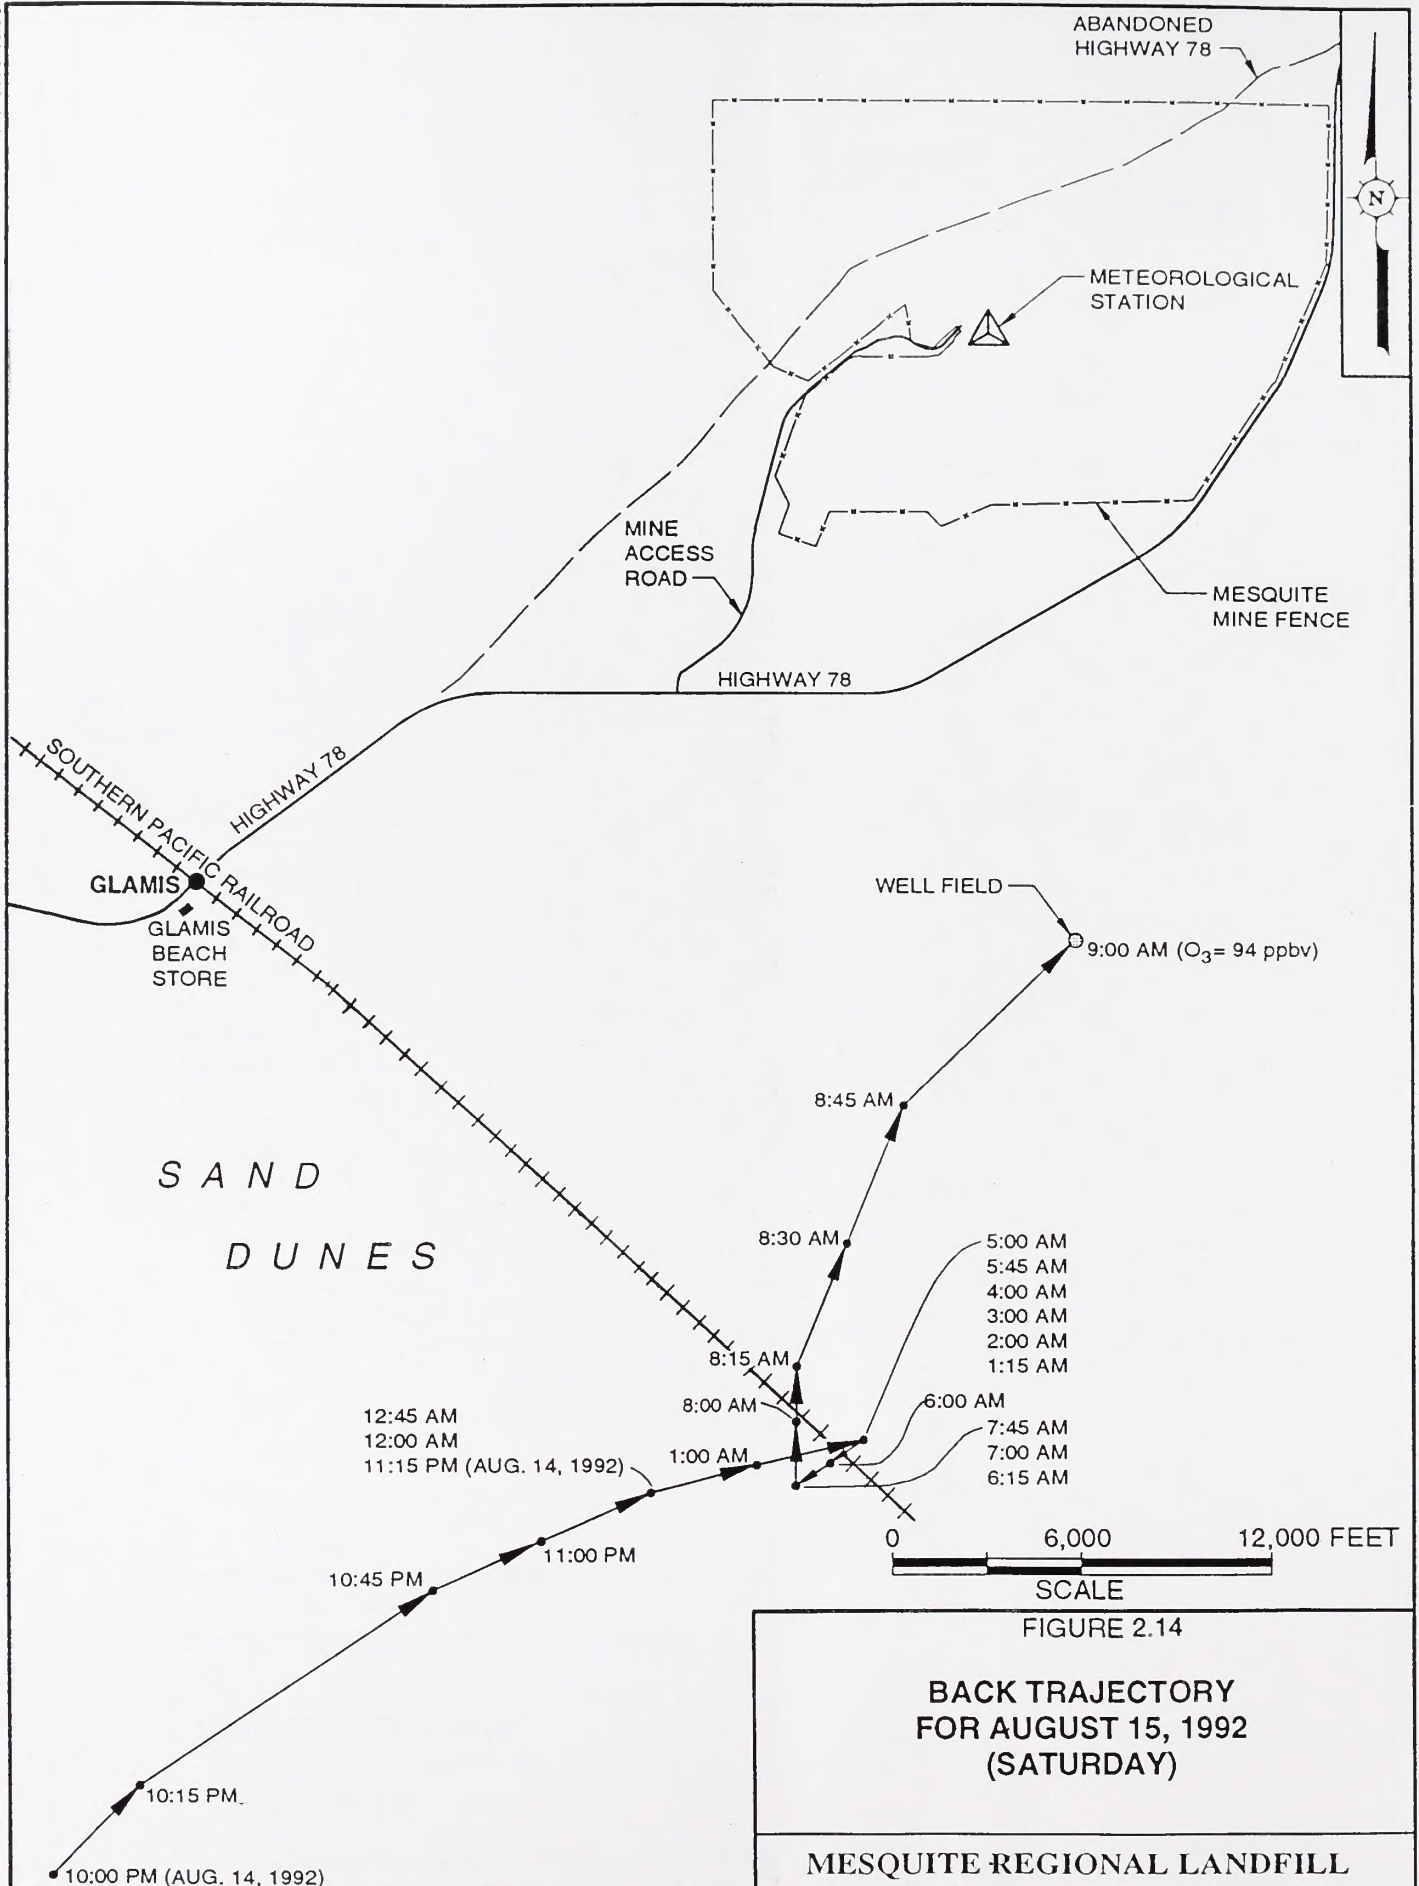 ABANDONED
HIGHWAY 78
N
METEOROLOGICAL
STATION
MINE
ACCESS
ROAD
MESQUITE
MINE FENCE
HIGHWAY 78
HIGHWAY 78
SOUTHERN PACIFIC RAILROAD
GLAMIS
GLAMIS
BEACH
STORE
WELL FIELD
9:00 AM (O3= 94 ppbv)
8:45 AM
SAND
DUNES
8:30 AM
5:00 AM
5:45 AM
4:00 AM
3:00 AM
2:00 AM
1:15 AM
8:15 AM
8:00 AM
6:00 AM
12:45 AM
12:00 AM
11:15 PM (AUG. 14, 1992)
1:00 AM
7:45 AM
7:00 AM
6:15 AM
11:00 PM
10:45 PM
0 6,000 12,000 FEET
SCALE
10:15 PM
10:00 PM (AUG. 14, 1992)
FIGURE 2.14
BACK TRAJECTORY
FOR AUGUST 15, 1992
(SATURDAY)
MESQUITE REGIONAL LANDFILL